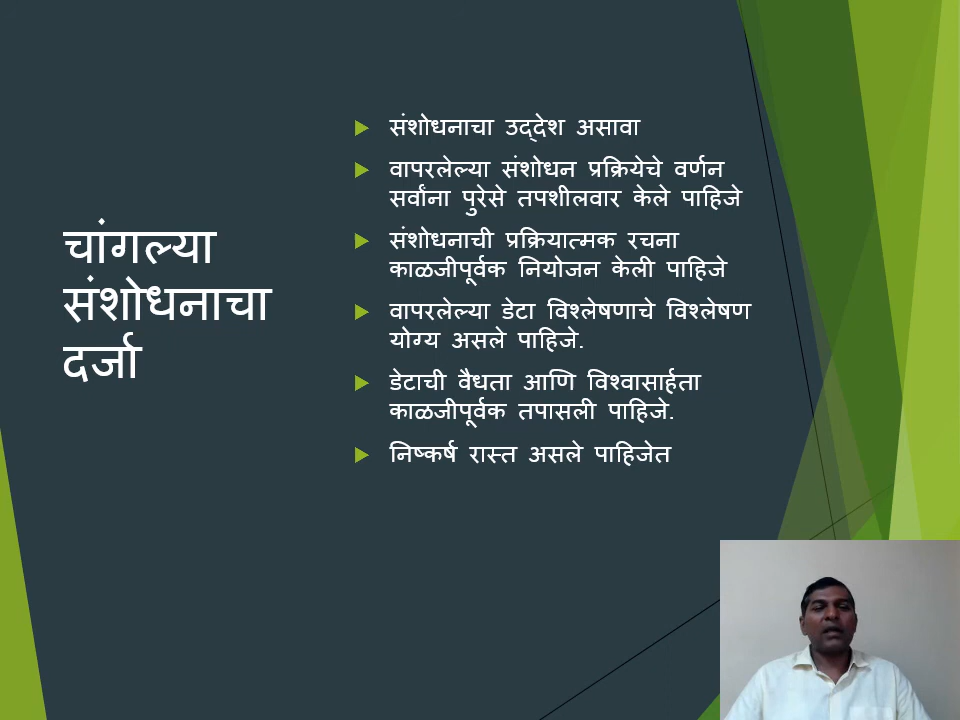 चांगल्या
संशोधनाचा
दर्जा
संशोधनाचा उद्देश असावा
वापरलेल्या संशोधन प्रक्रियेचे वर्णन
सर्वांना पुरेसे तपशीलवार केले पाहिजे
संशोधनाची प्रक्रियात्मक रचना
काळजीपूर्वक नियोजन केली पाहिजे
वापरलेल्या डेटा विश्लेषणाचे विश्लेषण
योग्य असले पाहिजे.
डेटाची वैधता आणि विश्वासार्हता
काळजीपूर्वक तपासली पाहिजे.
निष्कर्ष रास्त असले पाहिजेत